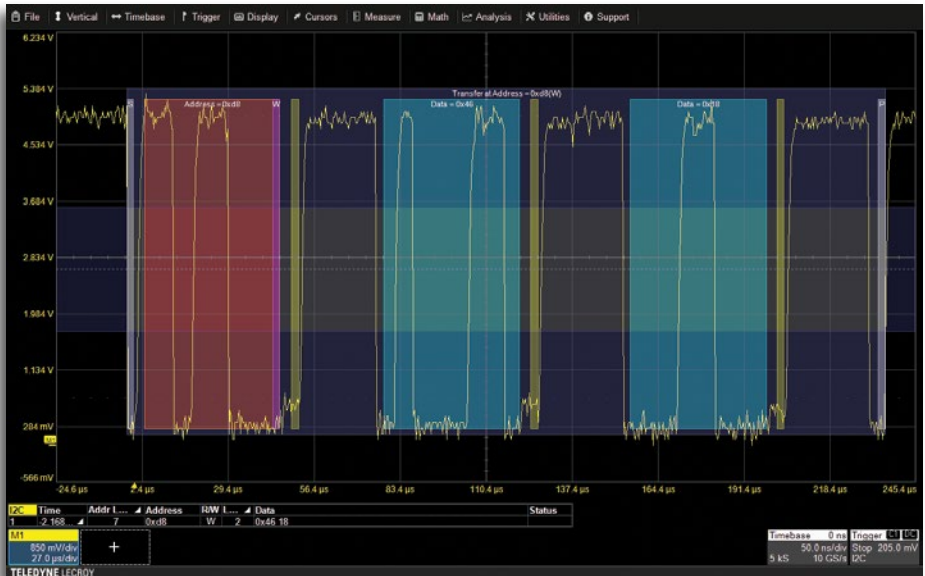 File Vertical Timebase Trigger Display Cursors Measure Math Analysis Utilities Support
6.234 V
5.384 V
Transfer at Address = 0xd8(W)
S Address = 0xd8 W Data = 0x46 Data = 0x18 P
4.534 V
3.684 V
2.834 V
1.984 V
1.134 V
284 mV
-566 mV
-24.6 µs 2.4 µs 29.4 µs 56.4 µs 83.4 µs 110.4 µs 137.4 µs 164.4 µs 191.4 µs 218.4 µs 245.4 µs
I2C Time Addr L... Address R/W L... Data Status
1 -2.168... 7 0xd8 W 2 0x46 18
M1
850 mV/div
27.0 µs/div
+
Timebase 0 ns Trigger C1 DC
50.0 ns/div Stop 205.0 mV
5 kS 10 GS/s I2C
TELEDYNE LECROY